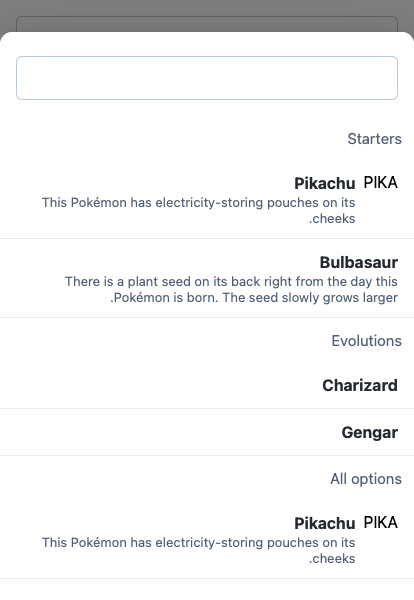 Starters
Pikachu PIKA
This Pokémon has electricity-storing pouches on its
.cheeks
Bulbasaur
There is a plant seed on its back right from the day this
.Pokémon is born. The seed slowly grows larger
Evolutions
Charizard
Gengar
All options
Pikachu PIKA
This Pokémon has electricity-storing pouches on its
.cheeks